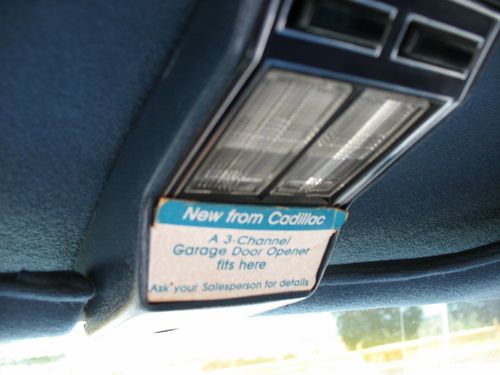 New from Cadillac
A 3-Channel
Garage Door Opener
fits here
Ask your Salesperson for details